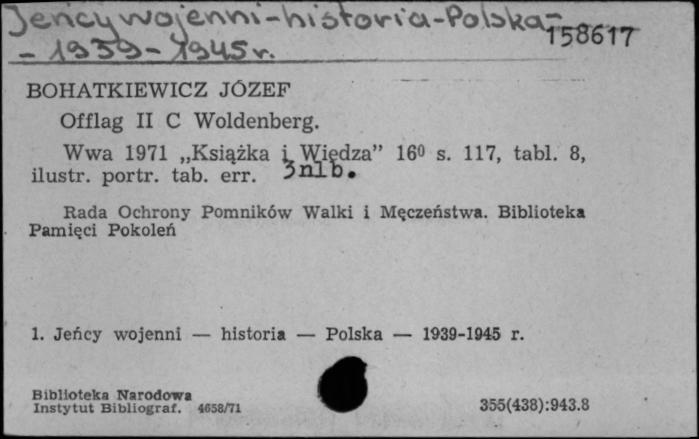 Jeńcy wojenni-historia-Polska-
- 1939-1945 r.
158617
BOHATKIEWICZ JÓZEF
Offlag II C Woldenberg.
Wwa 1971 „Książka i Wiedza” 16⁰ s. 117, tabl. 8,
ilustr. portr. tab. err. 3 nlb.
Rada Ochrony Pomników Walki i Męczeństwa. Biblioteka
Pamięci Pokoleń
1. Jeńcy wojenni — historia — Polska — 1939-1945 r.
Biblioteka Narodowa
Instytut Bibliograf. 4658/71
355(438):943.8